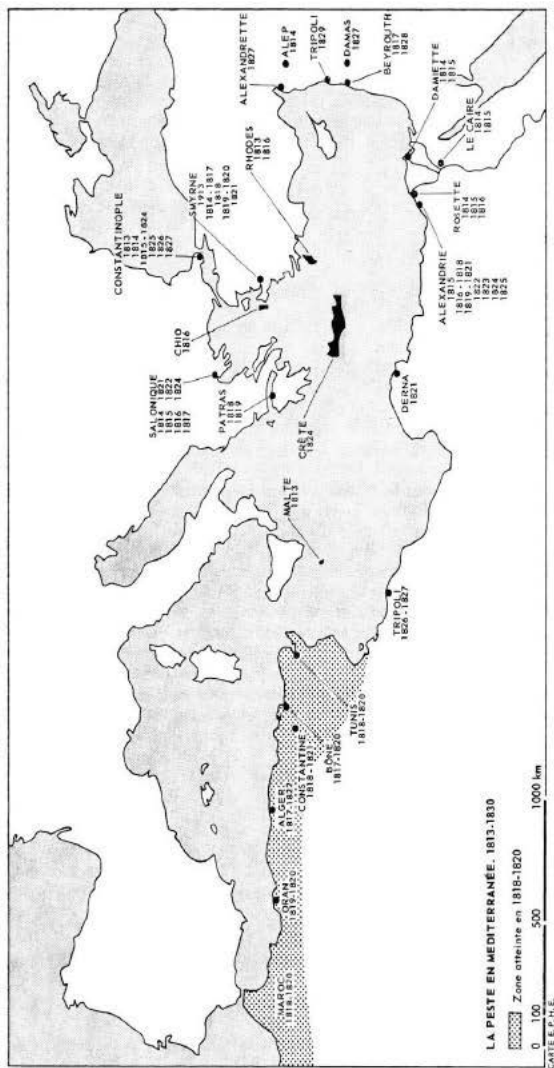 CONSTANTINOPLE
1813
1814
1815-1824
1825
1826
1827
SMYRNE
1913
1814-1817
1818
1819-1820
1821
ALEXANDRETTE
1827
ALEP
1814
TRIPOLI
1829
DAMAS
1827
BEYROUTH
1817
1828
RHODES
1813
1816
CHIO
1816
SALONIQUE
1814 1821
1815 1822
1816 1824
1817
PATRAS
1818
1819
DAMIETTE
1814
1815
LE CAIRE
1814
1815
ROSETTE
1814
1815
1816
ALEXANDRIE
1815
1816-1818
1819-1821
1822
1823
1824
1825
CRÈTE
1824
DERNA
1821
MALTE
1813
TRIPOLI
1826-1827
TUNIS
1818-1820
BÔNE
1817-1820
CONSTANTINE
1818-1821
ALGER
1817-1822
ORAN
1819-1820
MAROC
1818-1820
LA PESTE EN MEDITERRANÉE. 1813-1830
Zone atteinte en 1818-1820
0 100 500 1000 km
CARTE E.P.H.E.